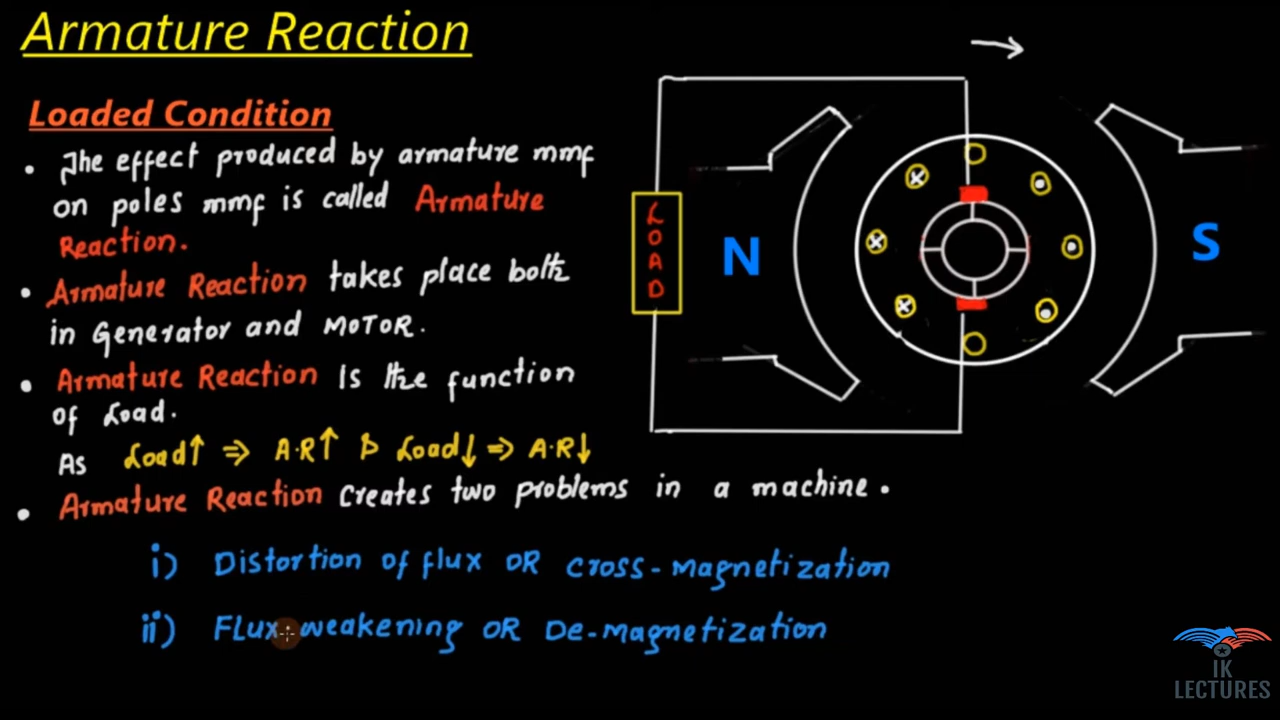 Armature Reaction
Loaded Condition
• The effect produced by armature mmf
on poles mmf is called Armature
Reaction.
• Armature Reaction takes place both
in Generator and MOTOR.
• Armature Reaction Is the function
of Load.
As Load↑ ⇒ A.R↑ & Load↓ ⇒ A.R↓
• Armature Reaction Creates two problems in a machine.
i) Distortion of flux OR cross-magnetization
ii) Flux weakening OR De-magnetization
LOAD
N
S
IK
LECTURES